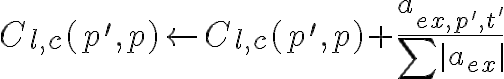 C_{l,c}(p',p) ← C_{l,c}(p',p) + \frac{a_{ex,p',t'}}{\sum |a_{ex}|}